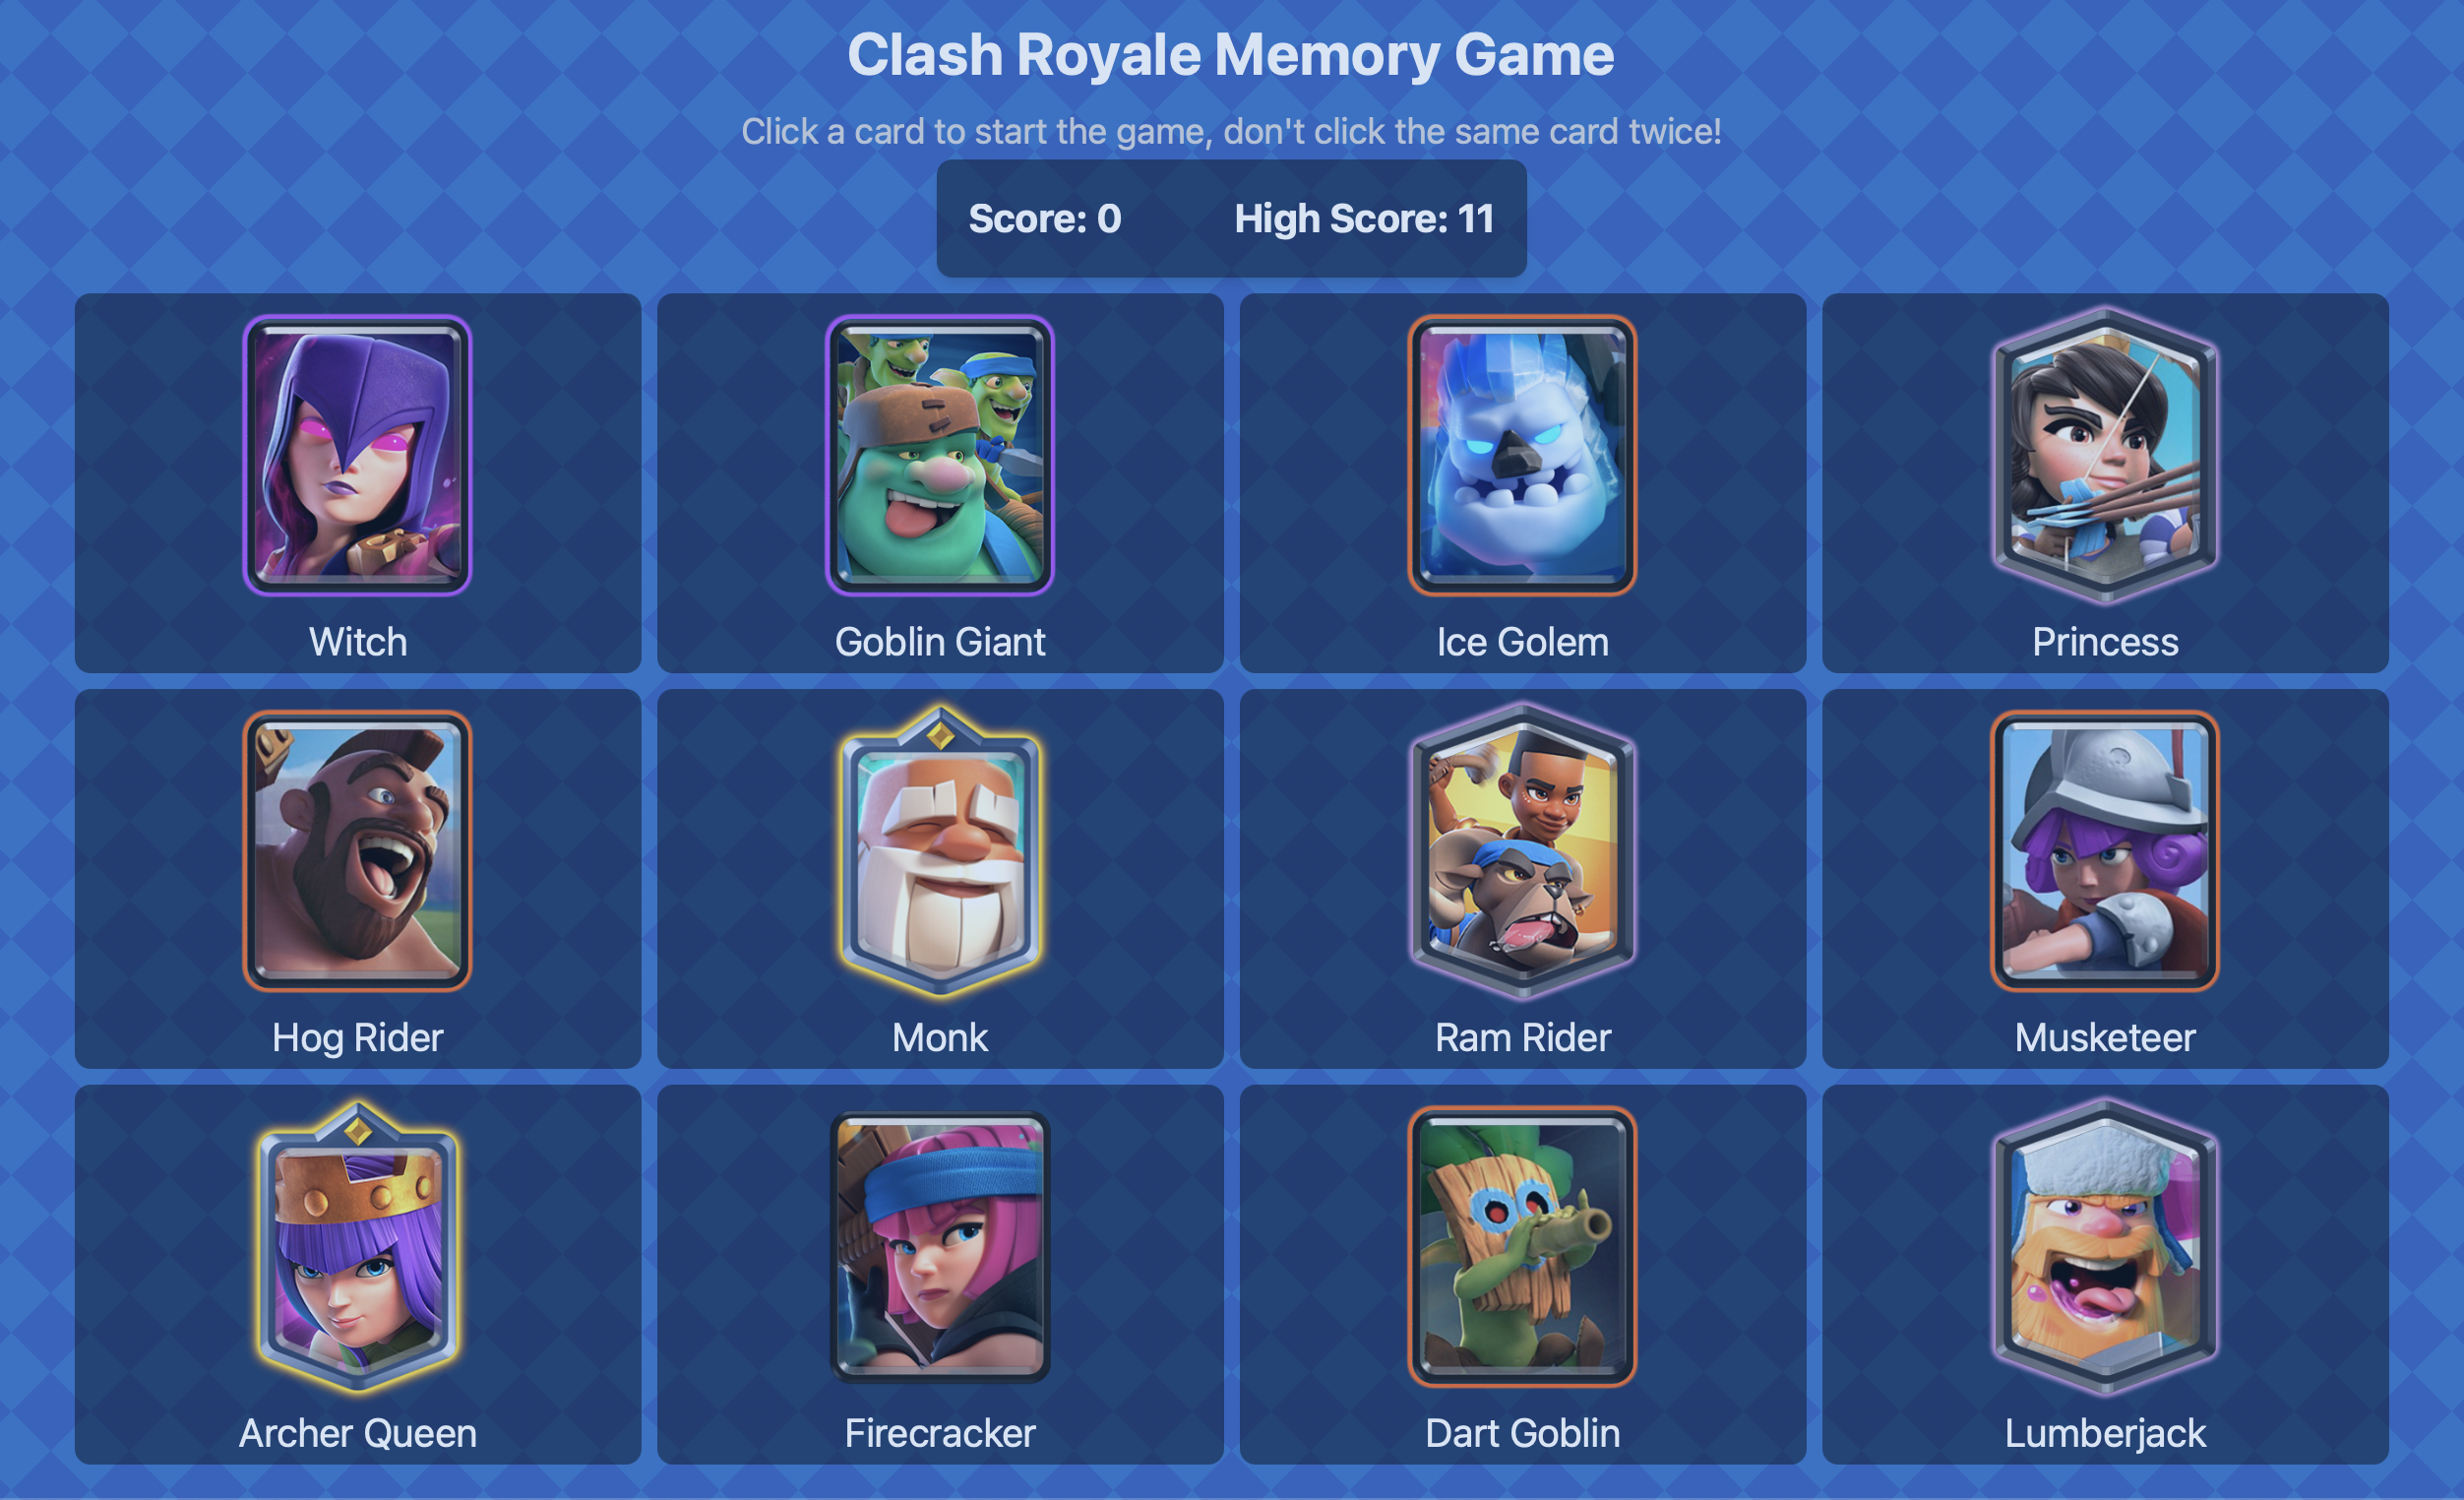 Clash Royale Memory Game
Click a card to start the game, don't click the same card twice!
Score: 0 High Score: 11
Witch
Goblin Giant
Ice Golem
Princess
Hog Rider
Monk
Ram Rider
Musketeer
Archer Queen
Firecracker
Dart Goblin
Lumberjack